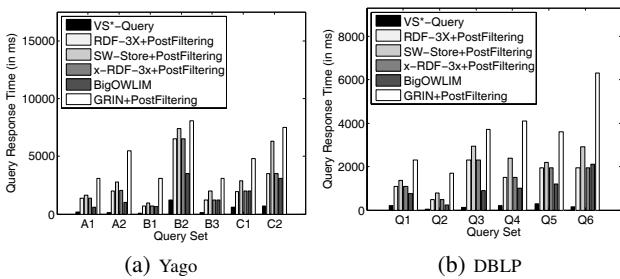 VS*-Query
RDF-3X+PostFiltering
SW-Store+PostFiltering
x-RDF-3x+PostFiltering
BigOWLIM
GRIN+PostFiltering
Query Response Time (in ms)
15000
10000
5000
0
A1 A2 B1 B2 B3 C1 C2
Query Set
(a) Yago
VS*-Query
RDF-3X+PostFiltering
SW-Store+PostFiltering
x-RDF-3x+PostFiltering
BigOWLIM
GRIN+PostFiltering
Query Response Time (in ms)
8000
6000
4000
2000
0
Q1 Q2 Q3 Q4 Q5 Q6
Query Set
(b) DBLP